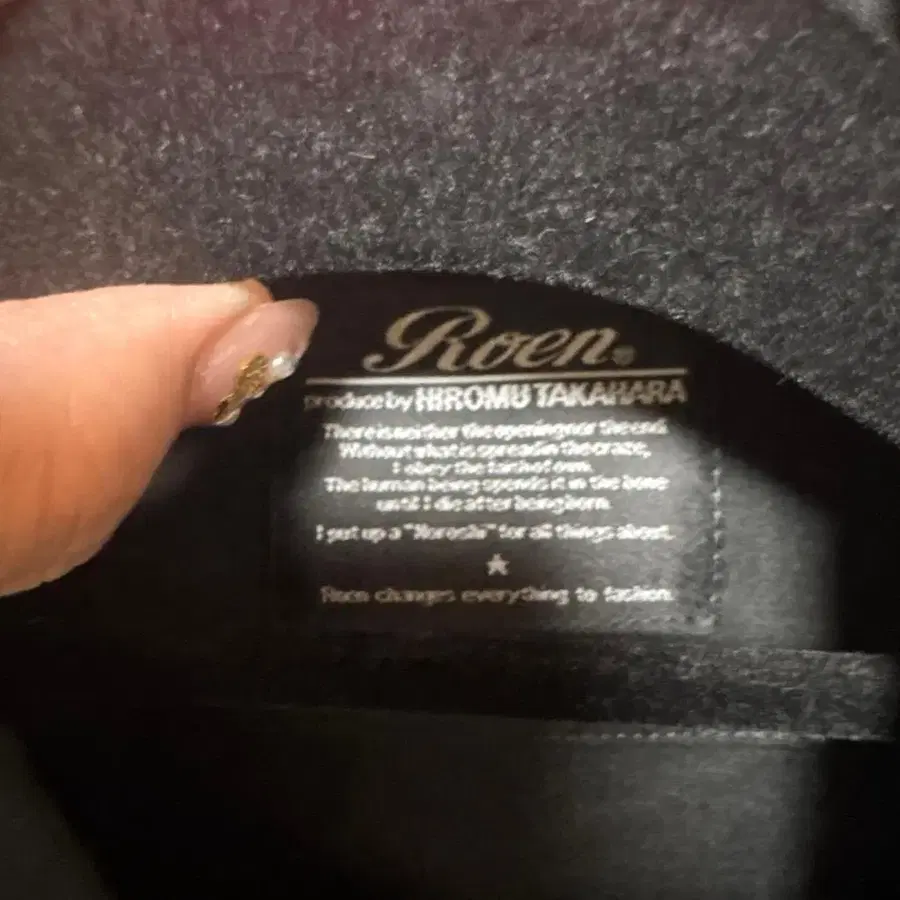 Roen®
produce by HIROMU TAKAHARA
There is neither the opening nor the end.
Without what is spread in the craze,
I obey the faith of own.
The human being spends it in the bone
until I die after being born.
I put up a "Noroshi" for all things about.
★
Roen changes everything to fashion.